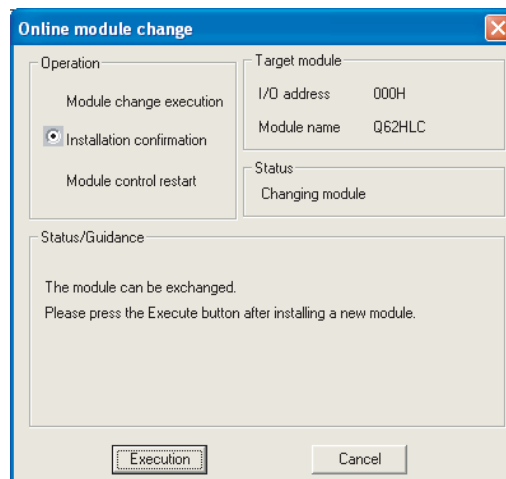 Online module change
Operation
Module change execution
Installation confirmation
Module control restart
Target module
I/O address 000H
Module name Q62HLC
Status
Changing module
Status/Guidance
The module can be exchanged.
Please press the Execute button after installing a new module.
Execution Cancel